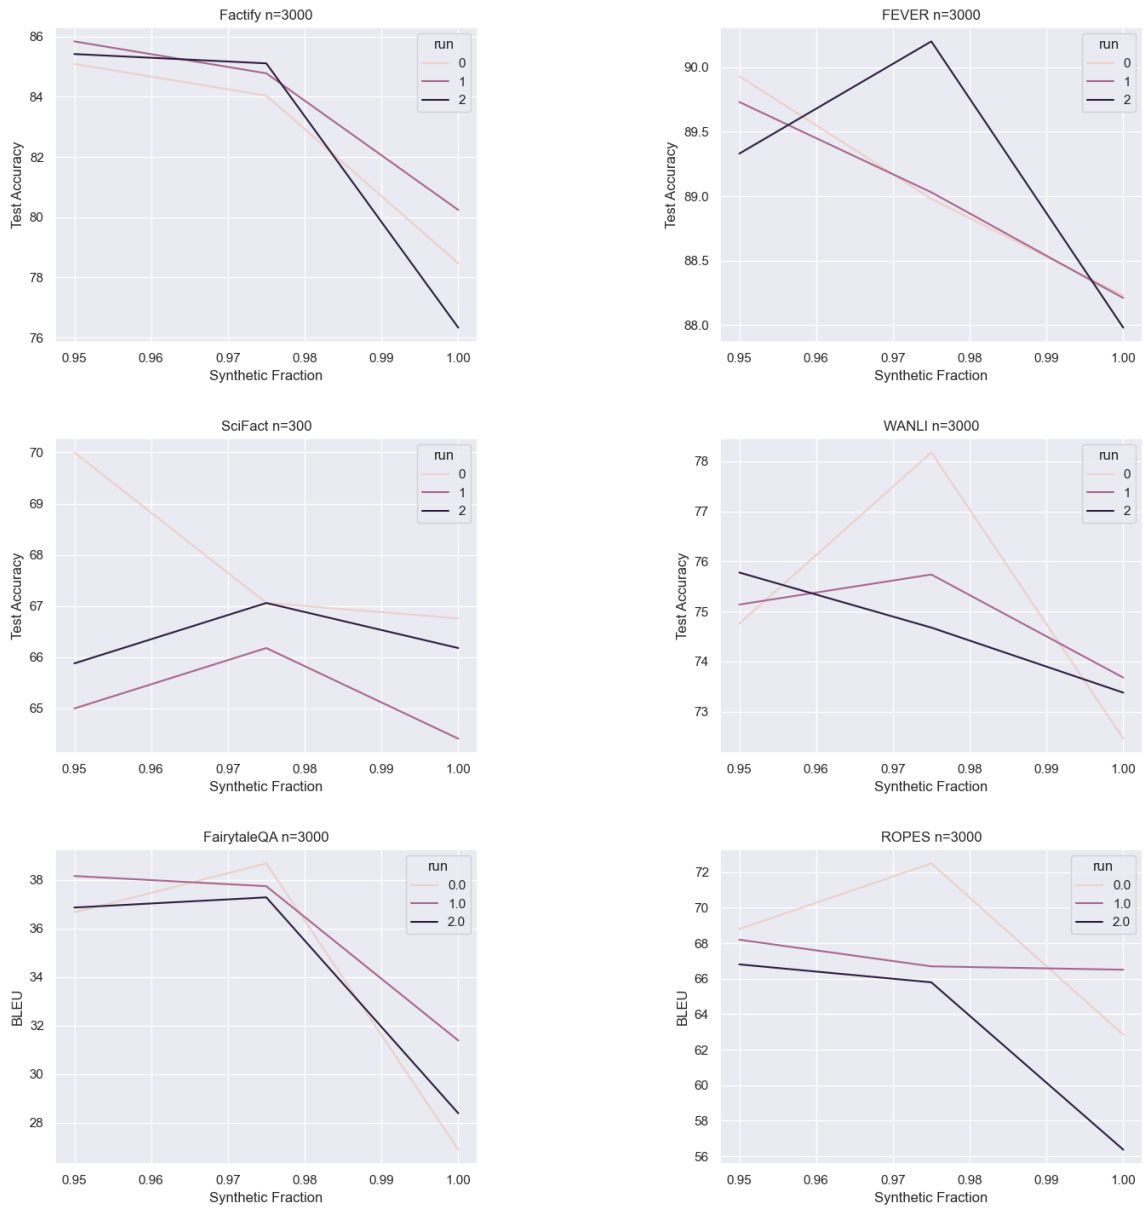 Factify n=3000
Test Accuracy
86
84
82
80
78
76
0.95 0.96 0.97 0.98 0.99 1.00
Synthetic Fraction
run
0
1
2
FEVER n=3000
Test Accuracy
90.0
89.5
89.0
88.5
88.0
0.95 0.96 0.97 0.98 0.99 1.00
Synthetic Fraction
run
0
1
2
SciFact n=300
Test Accuracy
70
69
68
67
66
65
0.95 0.96 0.97 0.98 0.99 1.00
Synthetic Fraction
run
0
1
2
WANLI n=3000
Test Accuracy
78
77
76
75
74
73
0.95 0.96 0.97 0.98 0.99 1.00
Synthetic Fraction
run
0
1
2
FairytaleQA n=3000
BLEU
38
36
34
32
30
28
0.95 0.96 0.97 0.98 0.99 1.00
Synthetic Fraction
run
0.0
1.0
2.0
ROPES n=3000
BLEU
72
70
68
66
64
62
60
58
56
0.95 0.96 0.97 0.98 0.99 1.00
Synthetic Fraction
run
0.0
1.0
2.0